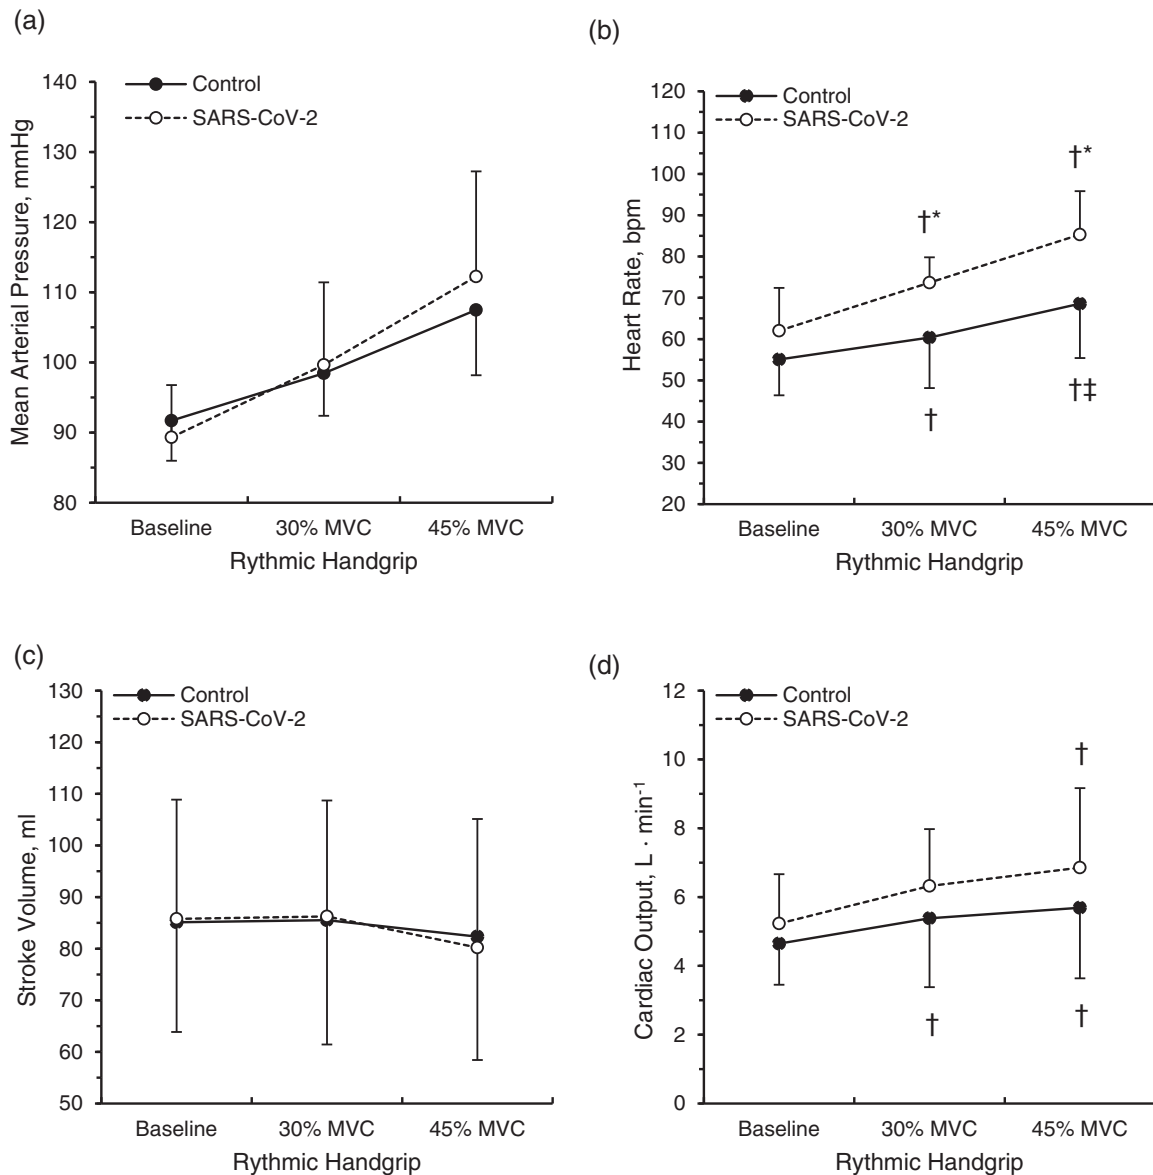 (a)
Control
SARS-CoV-2
Mean Arterial Pressure, mmHg
140
130
120
110
100
90
80
Baseline 30% MVC 45% MVC
Rythmic Handgrip
(b)
Control
SARS-CoV-2
Heart Rate, bpm
120
110
100
90
80
70
60
50
40
30
20
†*
†*
†
†‡
Baseline 30% MVC 45% MVC
Rythmic Handgrip
(c)
Control
SARS-CoV-2
Stroke Volume, ml
130
120
110
100
90
80
70
60
50
Baseline 30% MVC 45% MVC
Rythmic Handgrip
(d)
Control
SARS-CoV-2
Cardiac Output, L · min⁻¹
12
10
8
6
4
2
0
†
†
†
Baseline 30% MVC 45% MVC
Rythmic Handgrip